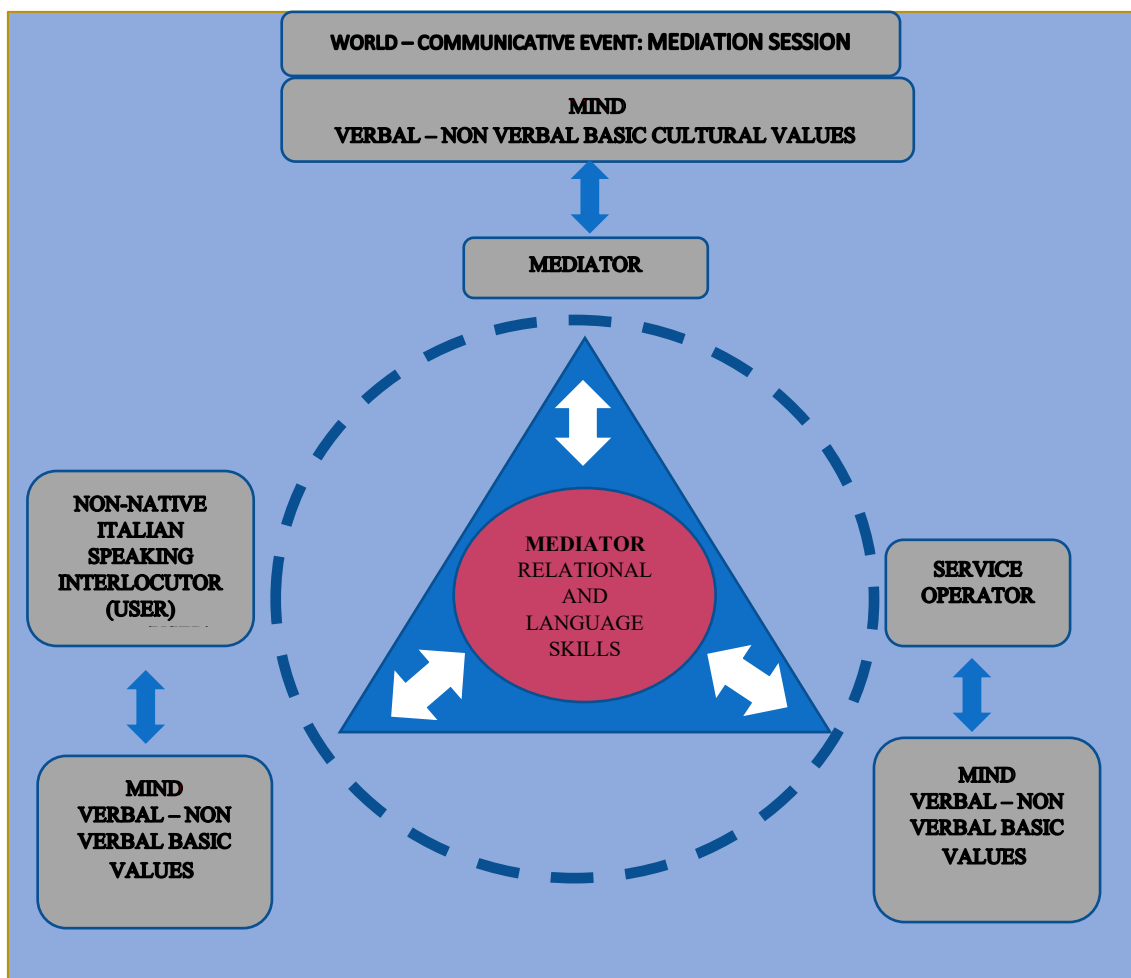 WORLD – COMMUNICATIVE EVENT: MEDIATION SESSION
MIND
VERBAL – NON VERBAL BASIC CULTURAL VALUES
MEDIATOR
NON-NATIVE
ITALIAN
SPEAKING
INTERLOCUTOR
(USER)
MEDIATOR
RELATIONAL
AND
LANGUAGE
SKILLS
SERVICE
OPERATOR
MIND
VERBAL – NON
VERBAL BASIC
VALUES
MIND
VERBAL – NON
VERBAL BASIC
VALUES